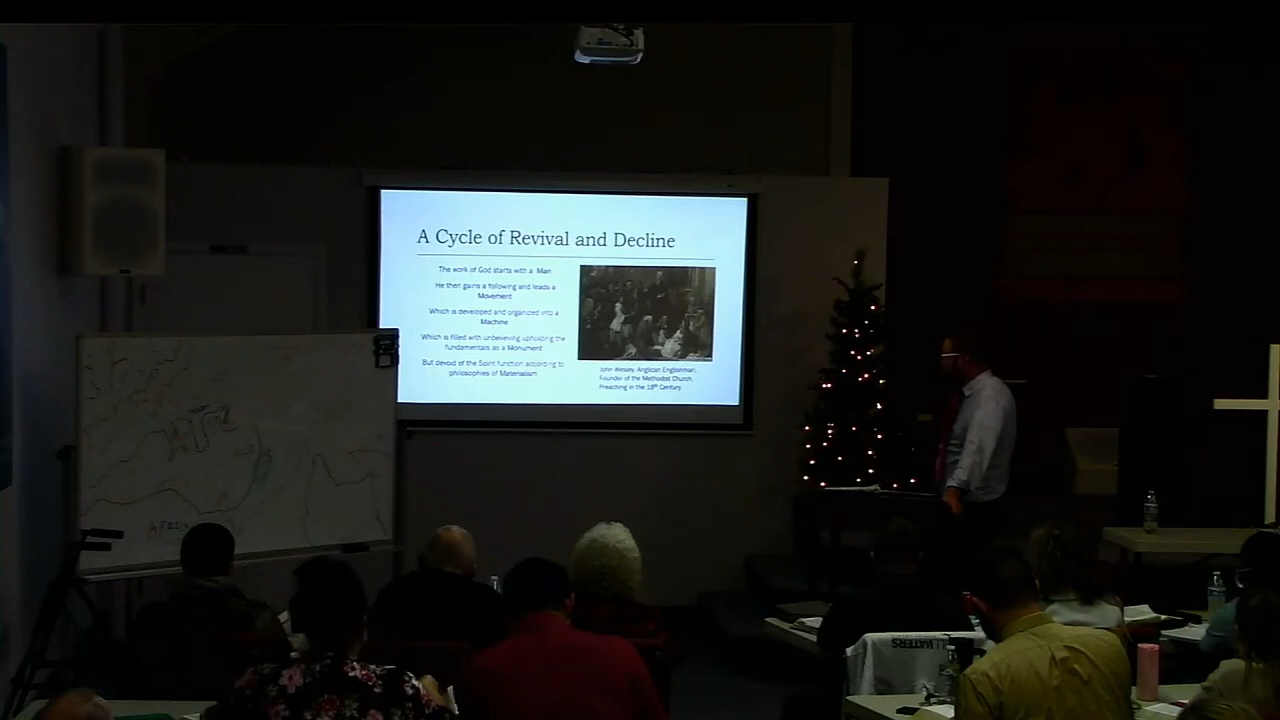 A Cycle of Revival and Decline
The work of God starts with a Man
He then gains a following and leads a
Movement
Which is developed and organized into a
Machine
Which is filled with unbelieving upholding the
fundamentals as a Monument
But devoid of the Spirit function according to
philosophies of Materialism
John Wesley, Anglican Englishman,
Founder of the Methodist Church,
Preaching in the 18th Century